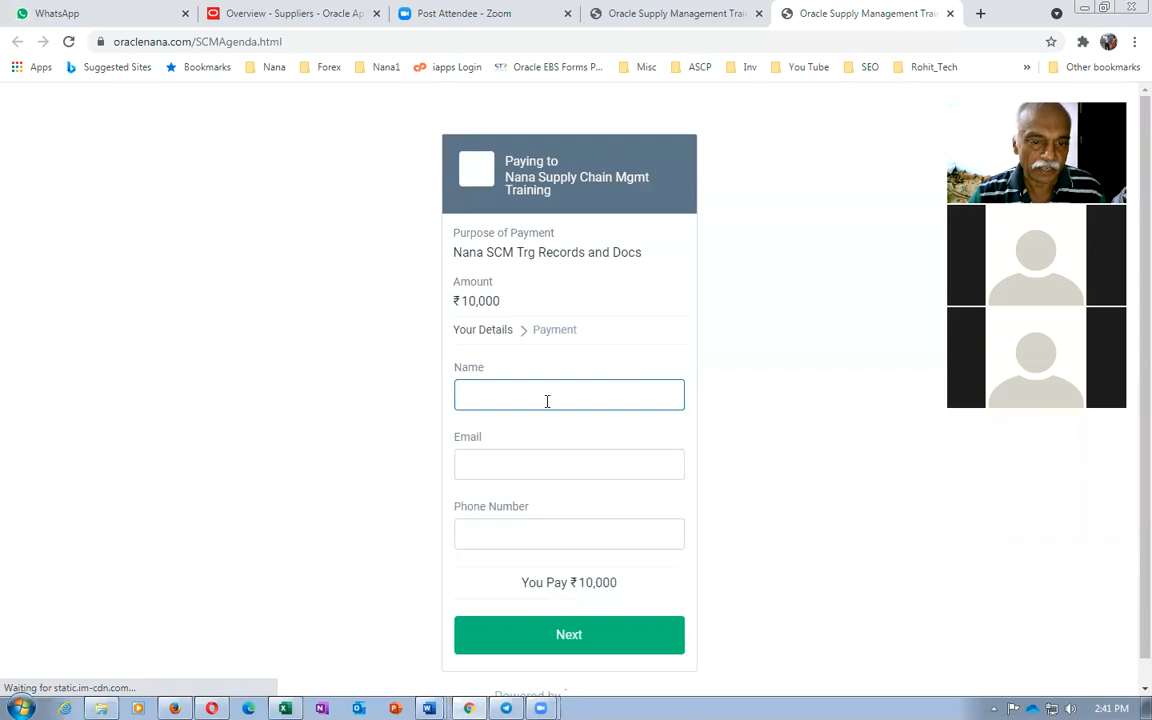 WhatsApp
Overview - Suppliers - Oracle Ap
Post Attendee - Zoom
Oracle Supply Management Trai
Oracle Supply Management Trai
oraclenana.com/SCMAgenda.html
Apps
Suggested Sites
Bookmarks
Nana
Forex
Nana1
iapps Login
Oracle EBS Forms P...
Misc
ASCP
Inv
You Tube
SEO
Rohit_Tech
»
Other bookmarks
Paying to
Nana Supply Chain Mgmt
Training
Purpose of Payment
Nana SCM Trg Records and Docs
Amount
₹10,000
Your Details > Payment
Name
Email
Phone Number
You Pay ₹10,000
Next
Powered by
Waiting for static.im-cdn.com...
2:41 PM